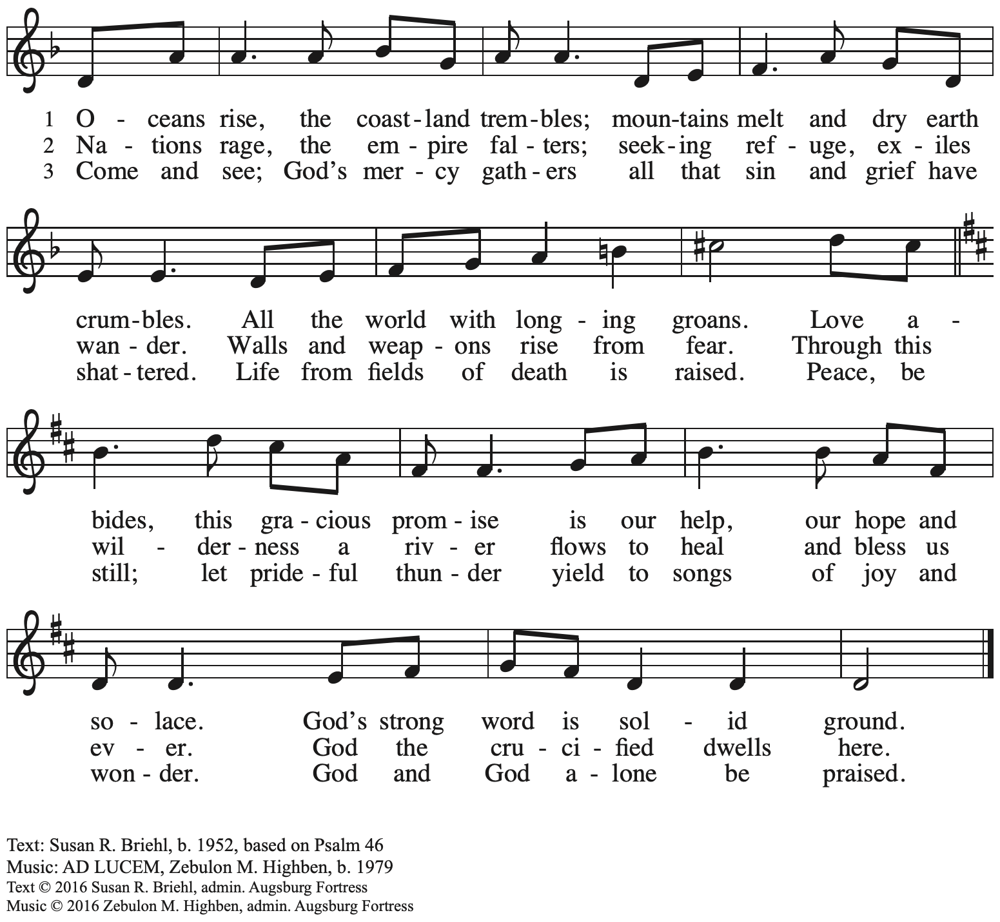 1 O - ceans rise, the coast - land trem - bles; moun - tains melt and dry earth
2 Na - tions rage, the em - pire fal - ters; seek - ing ref - uge, ex - iles
3 Come and see; God's mer - cy gath - ers all that sin and grief have
crum - bles. All the world with long - ing groans. Love a -
wan - der. Walls and weap - ons rise from fear. Through this
shat - tered. Life from fields of death is raised. Peace, be
bides, this gra - cious prom - ise is our help, our hope and
wil - der - ness a riv - er flows to heal and bless us
still; let pride - ful thun - der yield to songs of joy and
so - lace. God's strong word is sol - id ground.
ev - er. God the cru - ci - fied dwells here.
won - der. God and God a - lone be praised.
Text: Susan R. Briehl, b. 1952, based on Psalm 46
Music: AD LUCEM, Zebulon M. Highben, b. 1979
Text © 2016 Susan R. Briehl, admin. Augsburg Fortress
Music © 2016 Zebulon M. Highben, admin. Augsburg Fortress